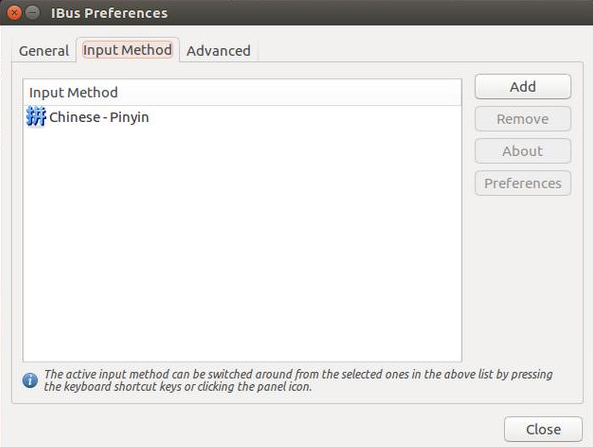 IBus Preferences
General Input Method Advanced
Input Method
拼 Chinese - Pinyin
Add
Remove
About
Preferences
The active input method can be switched around from the selected ones in the above list by pressing
the keyboard shortcut keys or clicking the panel icon.
Close